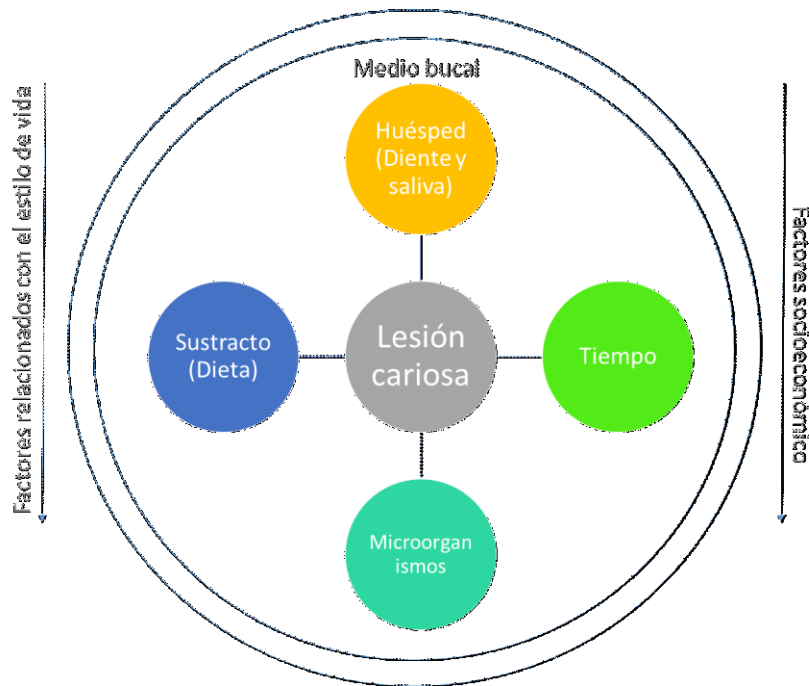 Medio bucal
Huésped
(Diente y
saliva)
Sustracto
(Dieta)
Lesión
cariosa
Tiempo
Microorgan
ismos
Factores relacionados con el estilo de vida
Factores socioeconómica